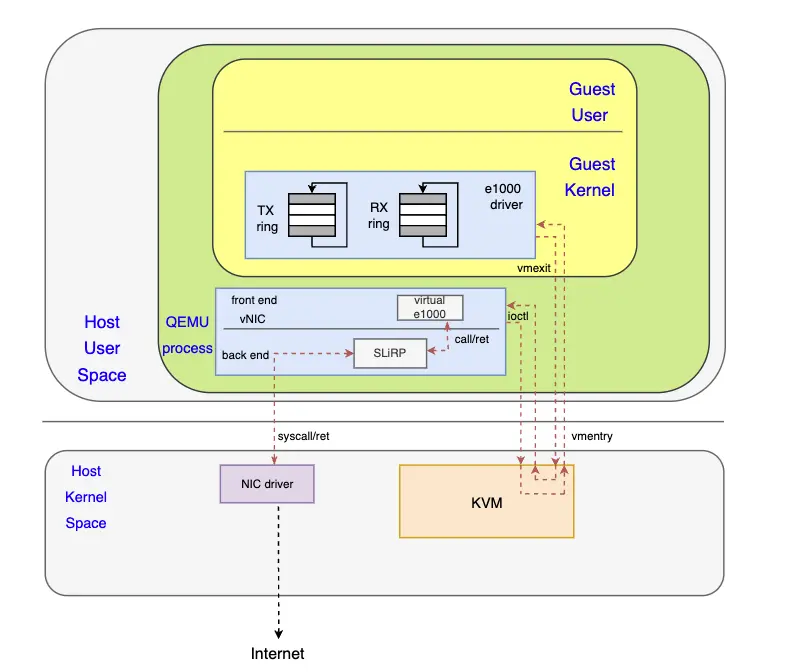 Guest
User
Guest
Kernel
e1000
driver
TX
ring
RX
ring
vmexit
front end
vNIC
virtual
e1000
ioctl
call/ret
back end
SLiRP
QEMU
process
Host
User
Space
syscall/ret
vmentry
Host
Kernel
Space
NIC driver
KVM
Internet